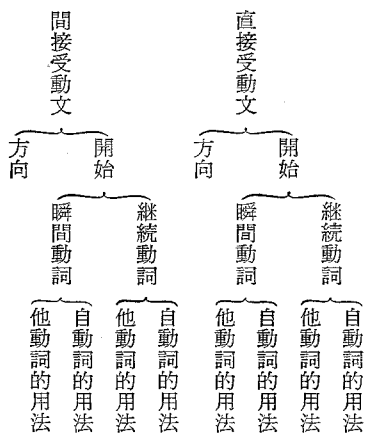 直接受動文
開始
継続動詞
自動詞的用法
他動詞的用法
瞬間動詞
自動詞的用法
他動詞的用法
方向
間接受動文
開始
継続動詞
自動詞的用法
他動詞的用法
瞬間動詞
自動詞的用法
他動詞的用法
方向